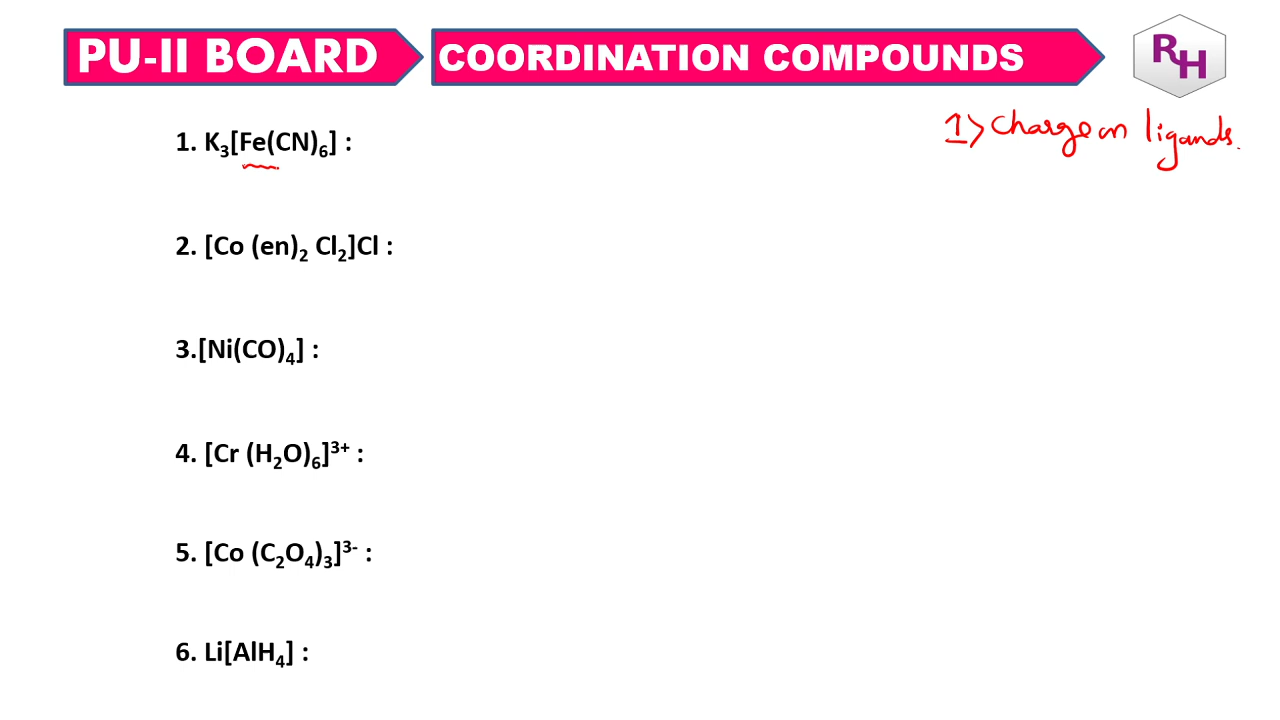 PU-II BOARD COORDINATION COMPOUNDS RH
1. K₃[Fe(CN)₆] : 1> Charge on ligands.
2. [Co (en)₂ Cl₂]Cl :
3.[Ni(CO)₄] :
4. [Cr (H₂O)₆]³⁺ :
5. [Co (C₂O₄)₃]³⁻ :
6. Li[AlH₄] :